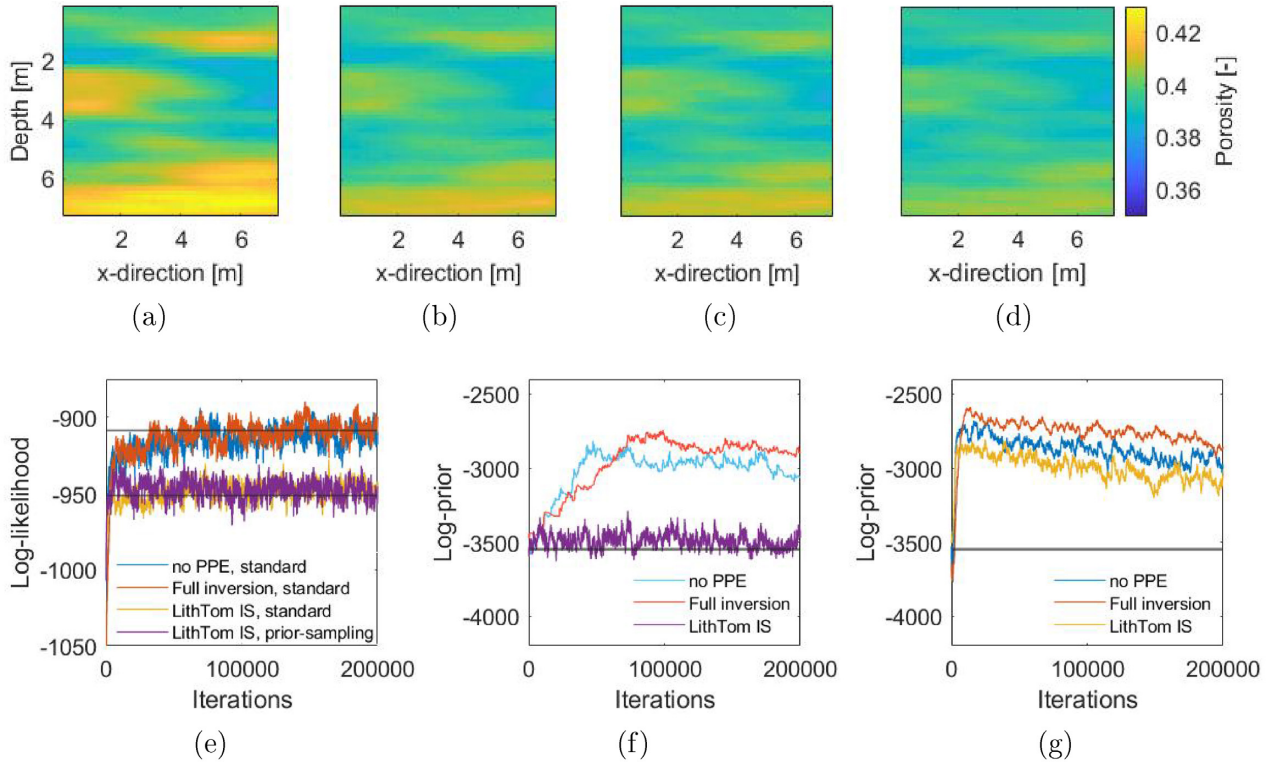 Depth [m]
2
4
6
2 4 6
x-direction [m]
(a)
2 4 6
x-direction [m]
(b)
2 4 6
x-direction [m]
(c)
2 4 6
x-direction [m]
(d)
0.42
0.4
0.38
0.36
Porosity [-]
Log-likelihood
-900
-950
-1000
-1050
no PPE, standard
Full inversion, standard
LithTom IS, standard
LithTom IS, prior-sampling
0 100000 200000
Iterations
(e)
Log-prior
-2500
-3000
-3500
-4000
no PPE
Full inversion
LithTom IS
0 100000 200000
Iterations
(f)
Log-prior
-2500
-3000
-3500
-4000
no PPE
Full inversion
LithTom IS
0 100000 200000
Iterations
(g)